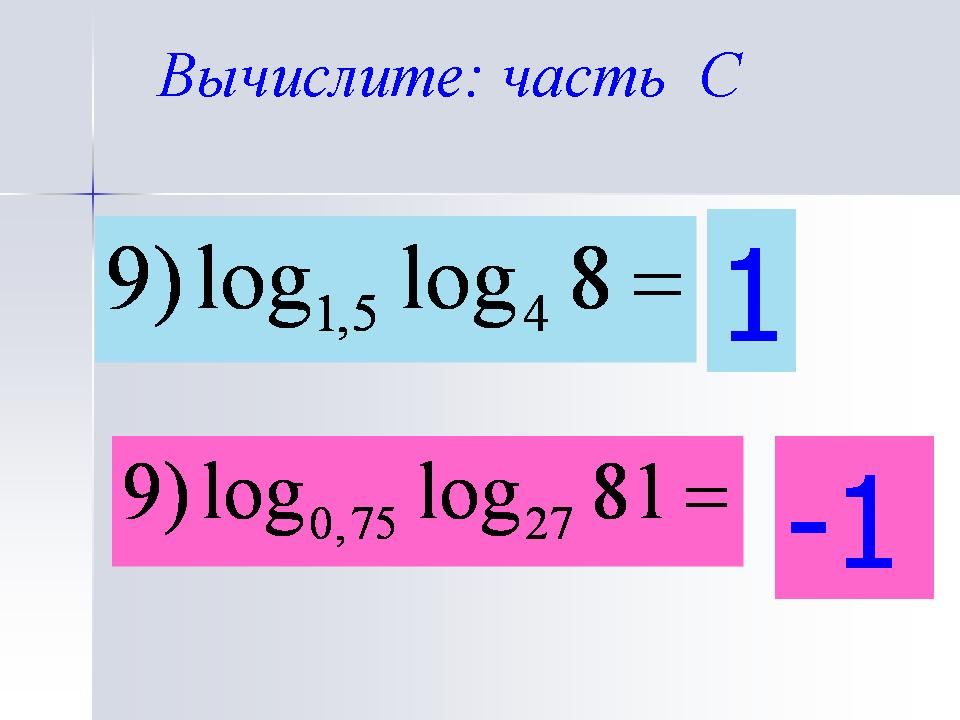 Вычислите: часть С
9) log₁,₅ log₄ 8 = 1
9) log₀,₇₅ log₂₇ 81 = -1